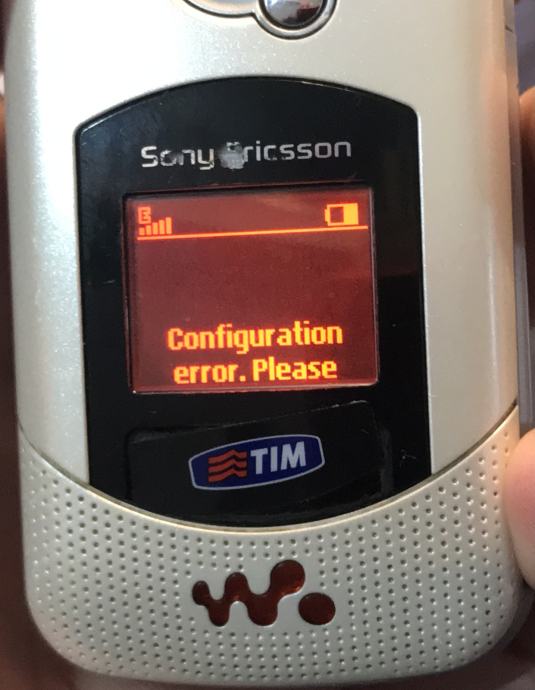 Sony Ericsson
E
Configuration
error. Please
TIM